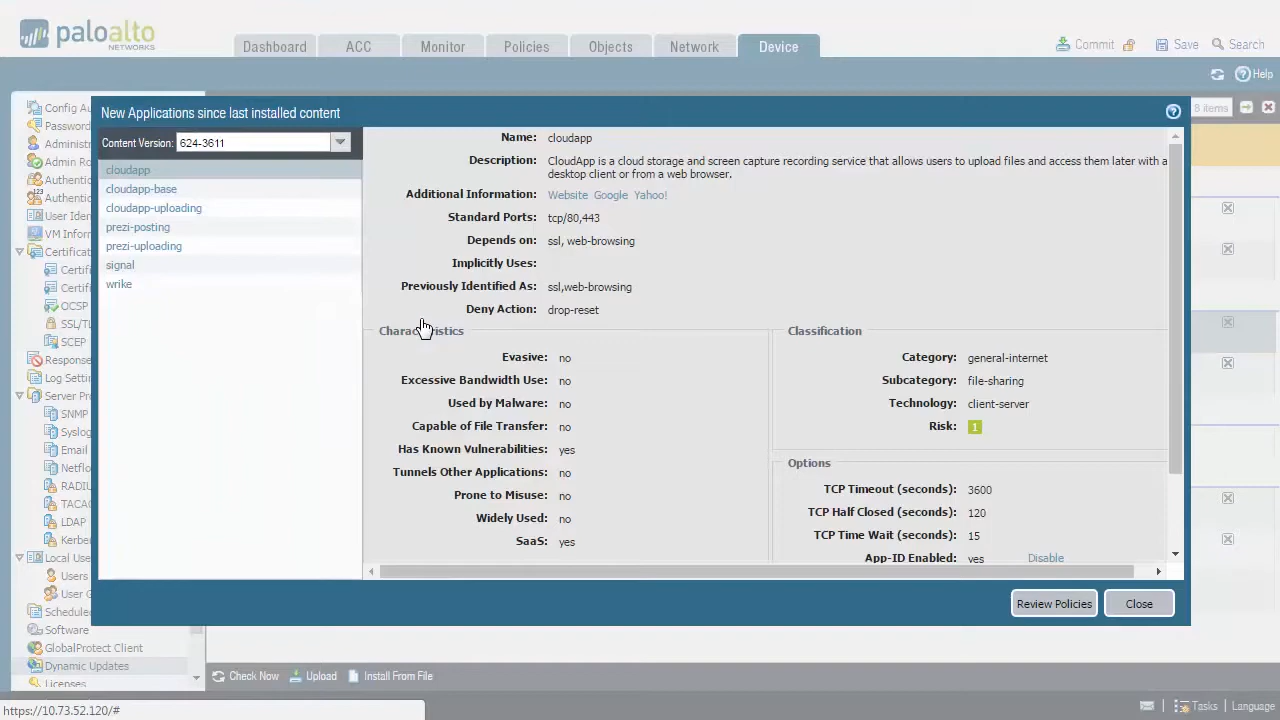 paloalto
NETWORKS
Dashboard
ACC
Monitor
Policies
Objects
Network
Device
Commit
Save
Search
Help
Config Au
Password
Administr
Admin Ro
Authentic
Authentic
User Iden
VM Inforn
Certificat
Certifi
Certifi
OCSP
SSL/TL
SCEP
Response
Log Settin
Server Pro
SNMP
Syslog
Email
Netflo
RADIU
TACAC
LDAP
Kerber
Local Use
Users
User G
Scheduled
Software
GlobalProtect Client
Dynamic Updates
Licenses
8 items
New Applications since last installed content
Content Version: 624-3611
cloudapp
cloudapp-base
cloudapp-uploading
prezi-posting
prezi-uploading
signal
wrike
Name: cloudapp
Description: CloudApp is a cloud storage and screen capture recording service that allows users to upload files and access them later with a
desktop client or from a web browser.
Additional Information: Website Google Yahoo!
Standard Ports: tcp/80,443
Depends on: ssl, web-browsing
Implicitly Uses:
Previously Identified As: ssl,web-browsing
Deny Action: drop-reset
Characteristics
Evasive: no
Excessive Bandwidth Use: no
Used by Malware: no
Capable of File Transfer: no
Has Known Vulnerabilities: yes
Tunnels Other Applications: no
Prone to Misuse: no
Widely Used: no
SaaS: yes
Classification
Category: general-internet
Subcategory: file-sharing
Technology: client-server
Risk: 1
Options
TCP Timeout (seconds): 3600
TCP Half Closed (seconds): 120
TCP Time Wait (seconds): 15
App-ID Enabled: yes Disable
Review Policies
Close
Check Now
Upload
Install From File
https://10.73.52.120/#
Tasks
Language